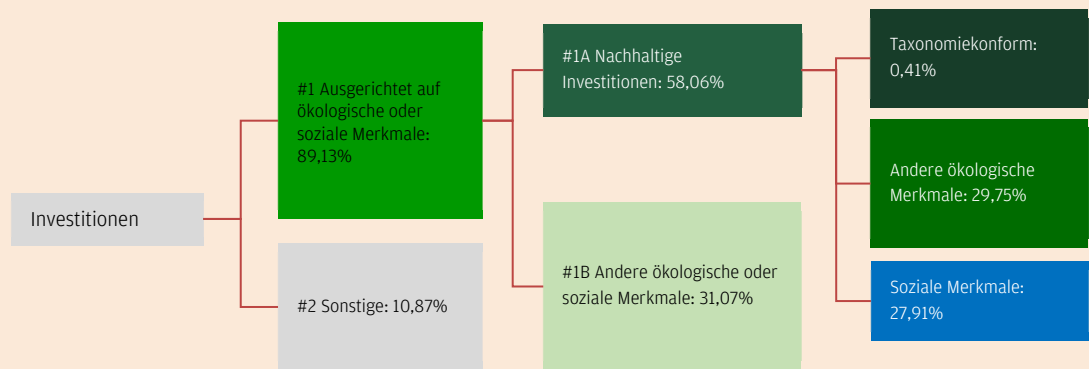 Investitionen
#1 Ausgerichtet auf
ökologische oder
soziale Merkmale:
89,13%
#2 Sonstige: 10,87%
#1A Nachhaltige
Investitionen: 58,06%
#1B Andere ökologische oder
soziale Merkmale: 31,07%
Taxonomiekonform:
0,41%
Andere ökologische
Merkmale: 29,75%
Soziale Merkmale:
27,91%